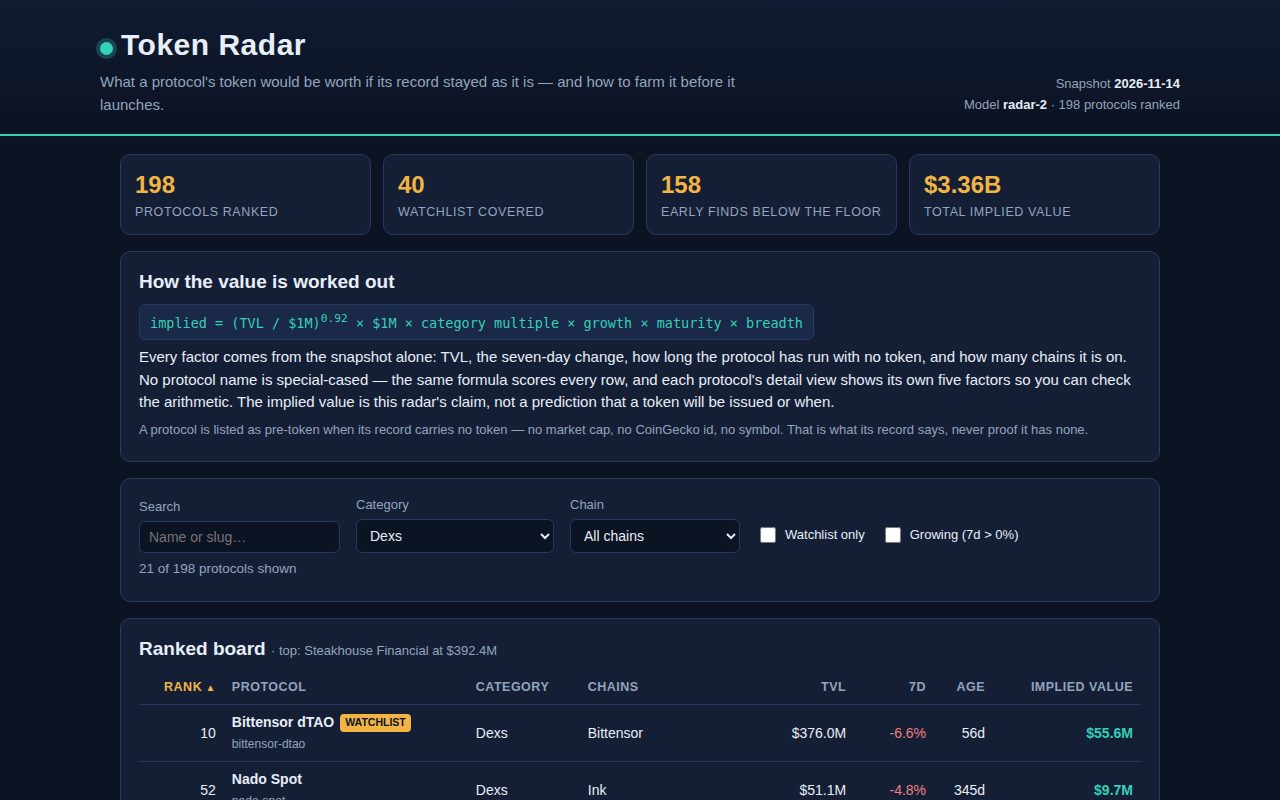 Token Radar
What a protocol's token would be worth if its record stayed as it is — and how to farm it before it
launches.
Snapshot 2026-11-14
Model radar-2 · 198 protocols ranked
198
PROTOCOLS RANKED
40
WATCHLIST COVERED
158
EARLY FINDS BELOW THE FLOOR
$3.36B
TOTAL IMPLIED VALUE
How the value is worked out
implied = (TVL / $1M)^0.92 × $1M × category multiple × growth × maturity × breadth
Every factor comes from the snapshot alone: TVL, the seven-day change, how long the protocol has run with no token, and how many chains it is on.
No protocol name is special-cased — the same formula scores every row, and each protocol's detail view shows its own five factors so you can check
the arithmetic. The implied value is this radar's claim, not a prediction that a token will be issued or when.
A protocol is listed as pre-token when its record carries no token — no market cap, no CoinGecko id, no symbol. That is what its record says, never proof it has none.
Search
Category
Chain
Name or slug…
Dexs
All chains
Watchlist only
Growing (7d > 0%)
21 of 198 protocols shown
Ranked board · top: Steakhouse Financial at $392.4M
RANK ▲ PROTOCOL CATEGORY CHAINS TVL 7D AGE IMPLIED VALUE
10 Bittensor dTAO WATCHLIST Dexs Bittensor $376.0M -6.6% 56d $55.6M
bittensor-dtao
52 Nado Spot Dexs Ink $51.1M -4.8% 345d $9.7M